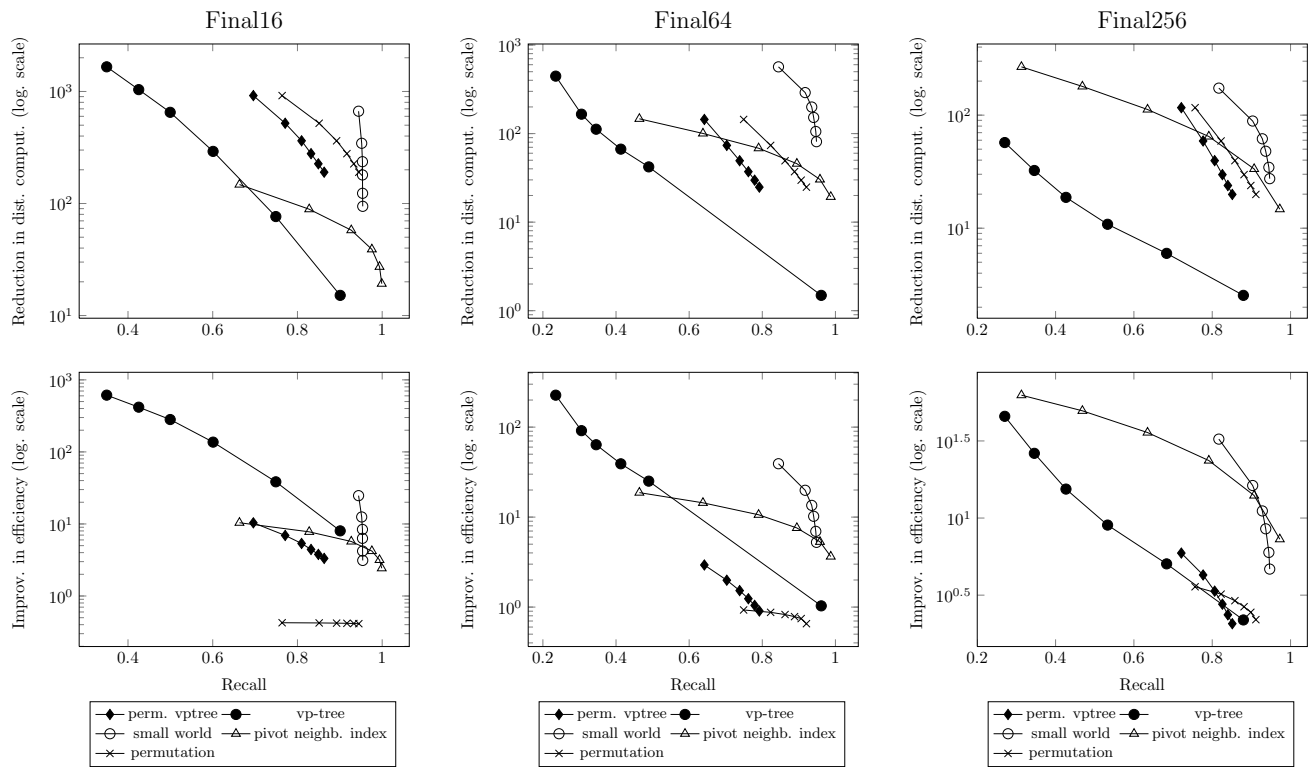 Final16
Final64
Final256
Reduction in dist. comput. (log. scale)
10^3
10^2
10^1
0.4 0.6 0.8 1
Reduction in dist. comput. (log. scale)
10^3
10^2
10^1
10^0
0.2 0.4 0.6 0.8 1
Reduction in dist. comput. (log. scale)
10^2
10^1
0.2 0.4 0.6 0.8 1
Improv. in efficiency (log. scale)
10^3
10^2
10^1
10^0
0.4 0.6 0.8 1
Recall
Improv. in efficiency (log. scale)
10^2
10^1
10^0
0.2 0.4 0.6 0.8 1
Recall
Improv. in efficiency (log. scale)
10^1.5
10^1
10^0.5
0.2 0.4 0.6 0.8 1
Recall
perm. vptree vp-tree
small world pivot neighb. index
permutation
perm. vptree vp-tree
small world pivot neighb. index
permutation
perm. vptree vp-tree
small world pivot neighb. index
permutation